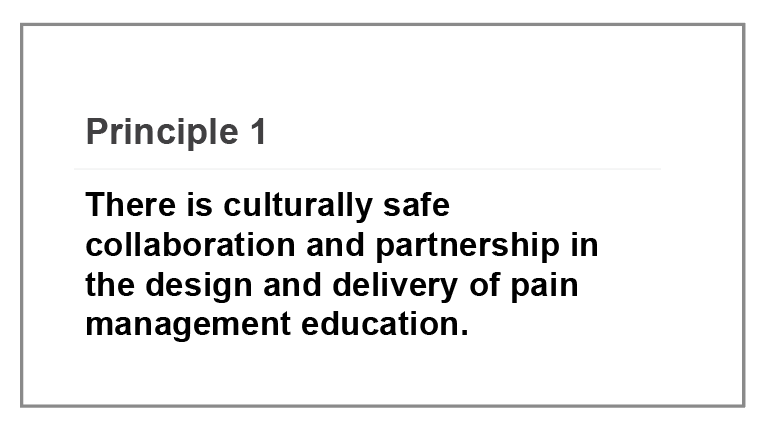 Principle 1
There is culturally safe
collaboration and partnership in
the design and delivery of pain
management education.